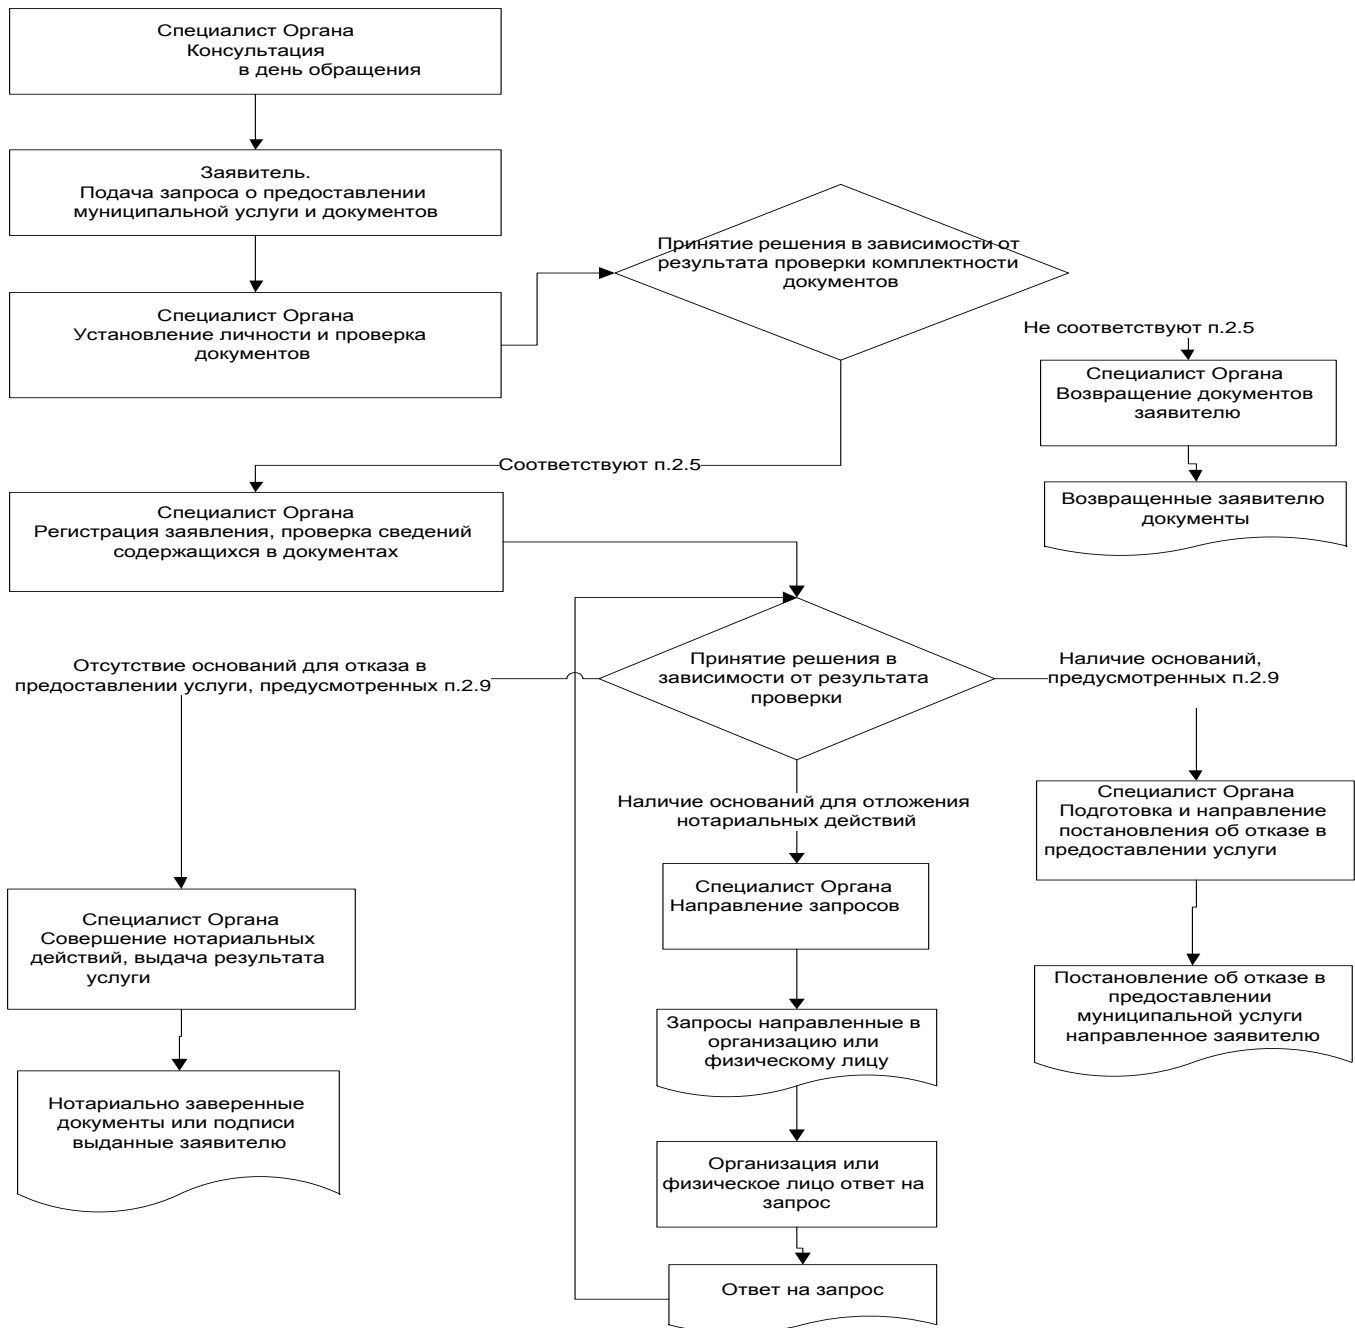 Специалист Органа
Консультация
в день обращения
Заявитель.
Подача запроса о предоставлении
муниципальной услуги и документов
Специалист Органа
Установление личности и проверка
документов
Принятие решения в зависимости от
результата проверки комплектности
документов
Не соответствуют п.2.5
Специалист Органа
Возвращение документов
заявителю
Возвращенные заявителю
документы
Соответствуют п.2.5
Специалист Органа
Регистрация заявления, проверка сведений
содержащихся в документах
Принятие решения в
зависимости от результата
проверки
Отсутствие оснований для отказа в
предоставлении услуги, предусмотренных п.2.9
Наличие оснований,
предусмотренных п.2.9
Наличие оснований для отложения
нотариальных действий
Специалист Органа
Подготовка и направление
постановления об отказе в
предоставлении услуги
Специалист Органа
Направление запросов
Специалист Органа
Совершение нотариальных
действий, выдача результата
услуги
Постановление об отказе в
предоставлении
муниципальной услуги
направленное заявителю
Запросы направленные в
организацию или
физическому лицу
Нотариально заверенные
документы или подписи
выданные заявителю
Организация или
физическое лицо ответ на
запрос
Ответ на запрос